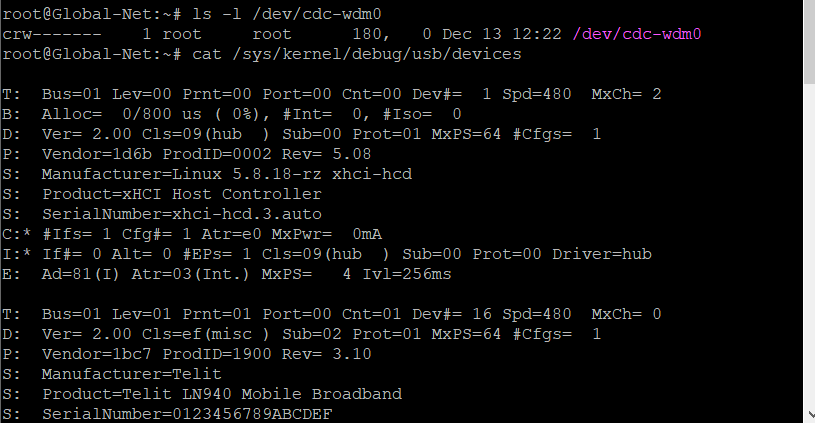 root@Global-Net:~# ls -l /dev/cdc-wdm0
crw-------    1 root     root      180,   0 Dec 13 12:22 /dev/cdc-wdm0
root@Global-Net:~# cat /sys/kernel/debug/usb/devices

T:  Bus=01 Lev=00 Prnt=00 Port=00 Cnt=00 Dev#=  1 Spd=480  MxCh= 2
B:  Alloc=  0/800 us ( 0%), #Int=  0, #Iso=  0
D:  Ver= 2.00 Cls=09(hub  ) Sub=00 Prot=01 MxPS=64 #Cfgs=  1
P:  Vendor=1d6b ProdID=0002 Rev= 5.08
S:  Manufacturer=Linux 5.8.18-rz xhci-hcd
S:  Product=xHCI Host Controller
S:  SerialNumber=xhci-hcd.3.auto
C:* #Ifs= 1 Cfg#= 1 Atr=e0 MxPwr=  0mA
I:* If#= 0 Alt= 0 #EPs= 1 Cls=09(hub  ) Sub=00 Prot=00 Driver=hub
E:  Ad=81(I) Atr=03(Int.) MxPS=   4 Ivl=256ms

T:  Bus=01 Lev=01 Prnt=01 Port=00 Cnt=01 Dev#= 16 Spd=480  MxCh= 0
D:  Ver= 2.00 Cls=ef(misc ) Sub=02 Prot=01 MxPS=64 #Cfgs=  1
P:  Vendor=1bc7 ProdID=1900 Rev= 3.10
S:  Manufacturer=Telit
S:  Product=Telit LN940 Mobile Broadband
S:  SerialNumber=0123456789ABCDEF